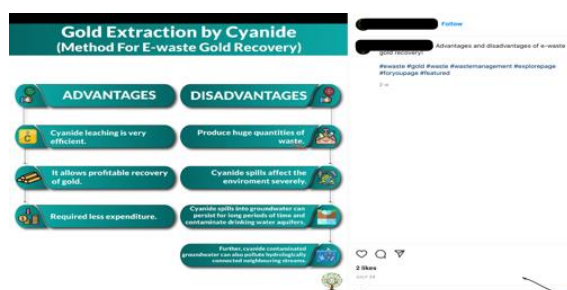 Gold Extraction by Cyanide
(Method For E-waste Gold Recovery)
ADVANTAGES
Cyanide leaching is very
efficient.
It allows profitable recovery
of gold.
Required less expenditure.
DISADVANTAGES
Produce huge quantities of
waste.
Cyanide spills affect the
enviroment severely.
Cyanide spills into groundwater can
persist for long periods of time and
contaminate drinking water aquifers.
Further, cyanide contaminated
groundwater can also pollute hydrologically
connected neighbouring streams.
Follow
Advantages and disadvantages of e-waste
gold recovery!
#ewaste #gold #waste #wastemanagement #explorepage
#foryoupage #featured
2 likes